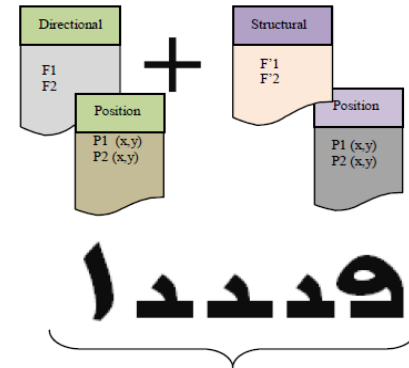 Directional
F1
F2
Position
P1 (x,y)
P2 (x,y)
+
Structural
F'1
F'2
Position
P1 (x,y)
P2 (x,y)